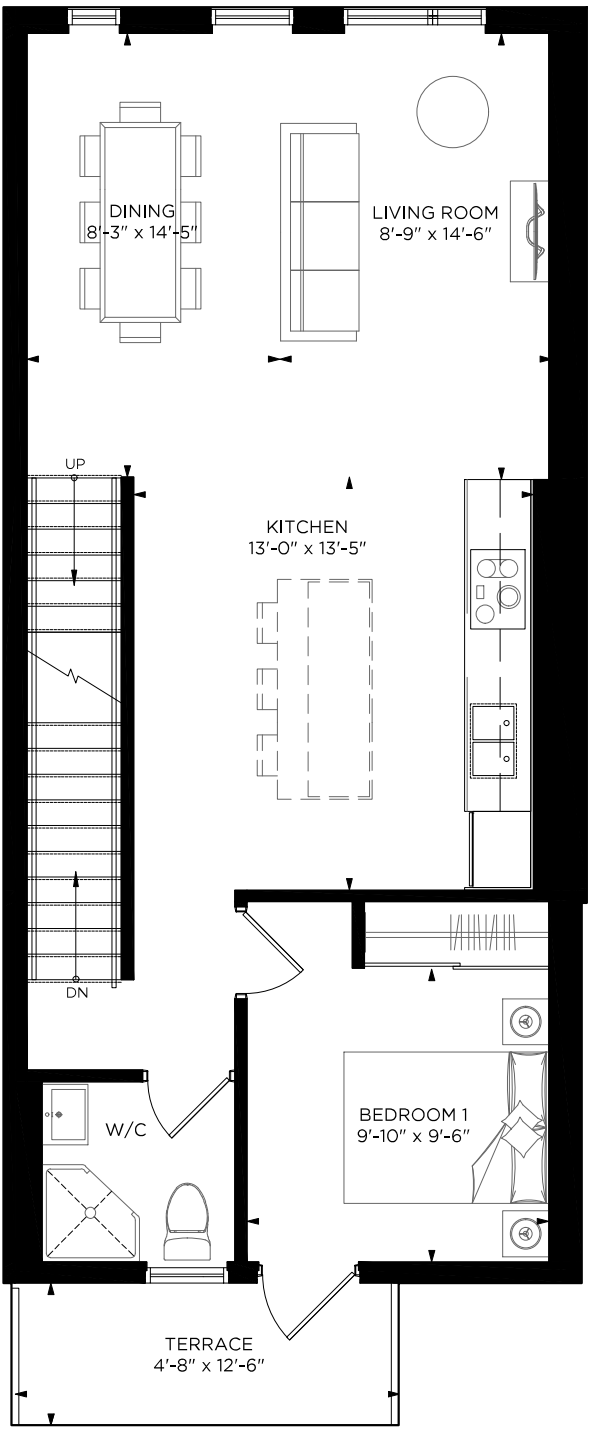 DINING
8'-3" x 14'-5"
LIVING ROOM
8'-9" x 14'-6"
UP
KITCHEN
13'-0" x 13'-5"
DN
W/C
BEDROOM 1
9'-10" x 9'-6"
TERRACE
4'-8" x 12'-6"